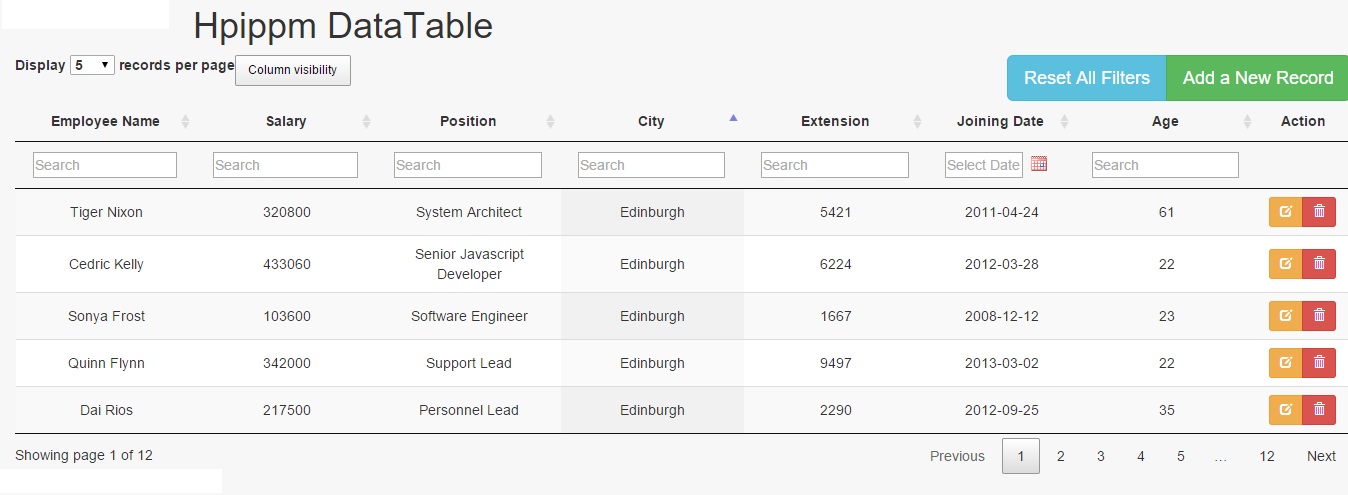 Hpippm DataTable
Display 5 records per page Column visibility
Reset All Filters Add a New Record
Employee Name Salary Position City Extension Joining Date Age Action
Search Search Search Search Search Select Date Search
Tiger Nixon 320800 System Architect Edinburgh 5421 2011-04-24 61
Cedric Kelly 433060 Senior Javascript Developer Edinburgh 6224 2012-03-28 22
Sonya Frost 103600 Software Engineer Edinburgh 1667 2008-12-12 23
Quinn Flynn 342000 Support Lead Edinburgh 9497 2013-03-02 22
Dai Rios 217500 Personnel Lead Edinburgh 2290 2012-09-25 35
Showing page 1 of 12 Previous 1 2 3 4 5 … 12 Next